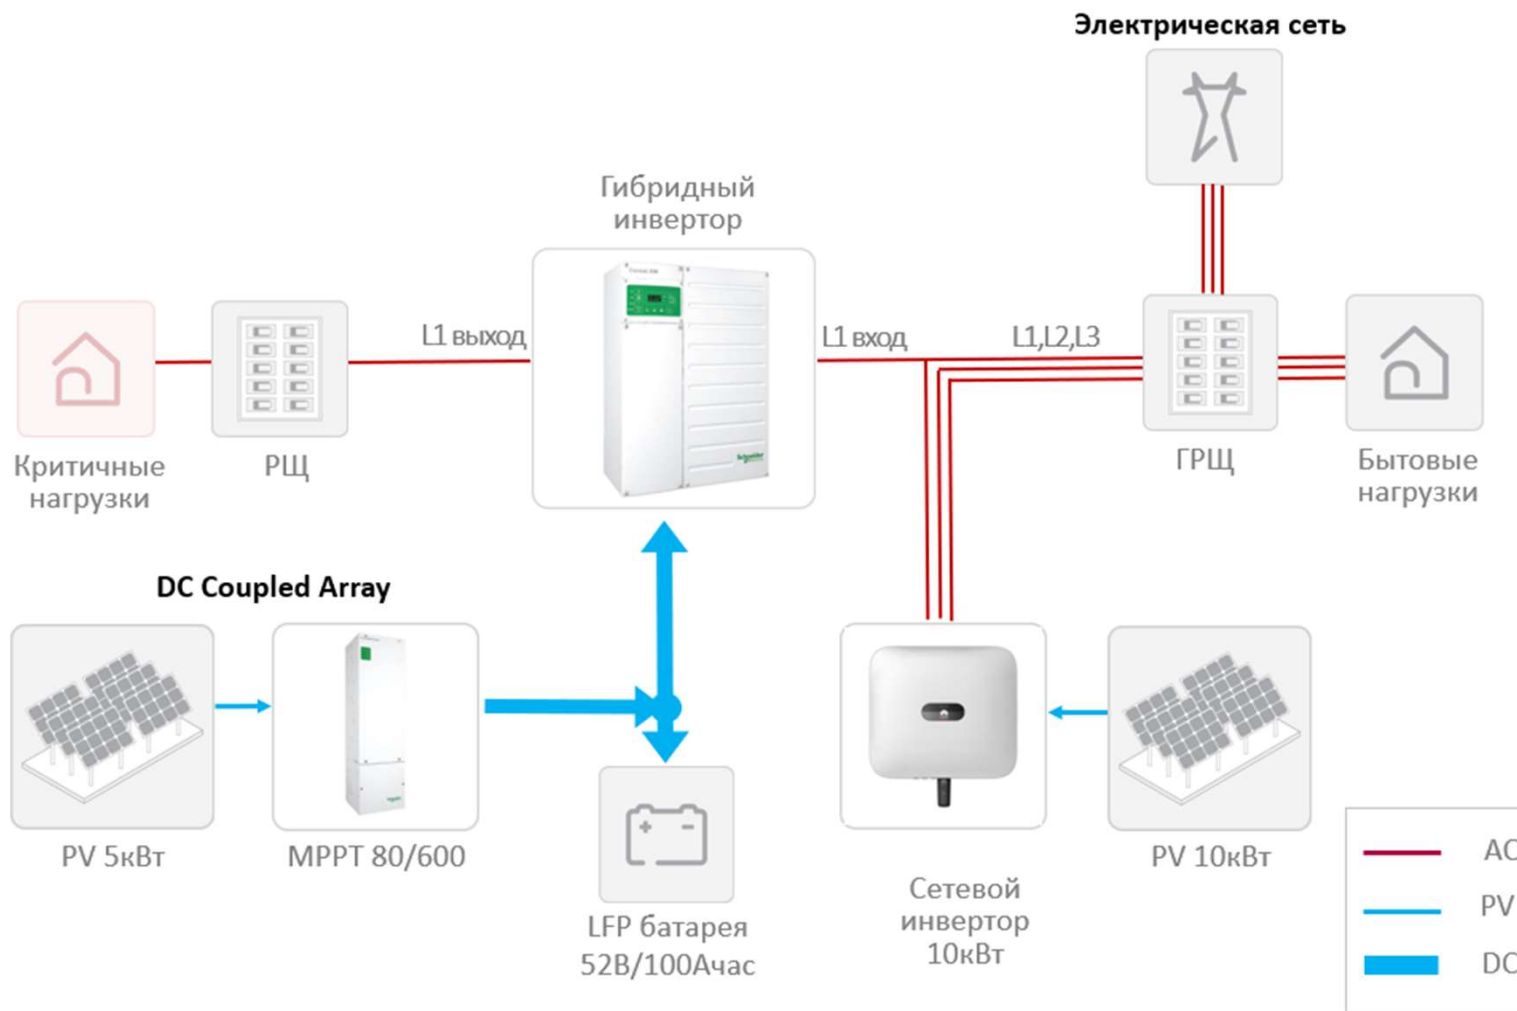 Электрическая сеть
Гибридный
инвертор
L1 выход
L1 вход
L1,L2,L3
Критичные
нагрузки
РЩ
ГРЩ
Бытовые
нагрузки
Schneider
DC Coupled Array
PV 5кВт
MPPT 80/600
LFP батарея
52В/100Ачас
Сетевой
инвертор
10кВт
PV 10кВт
AC
PV
DC